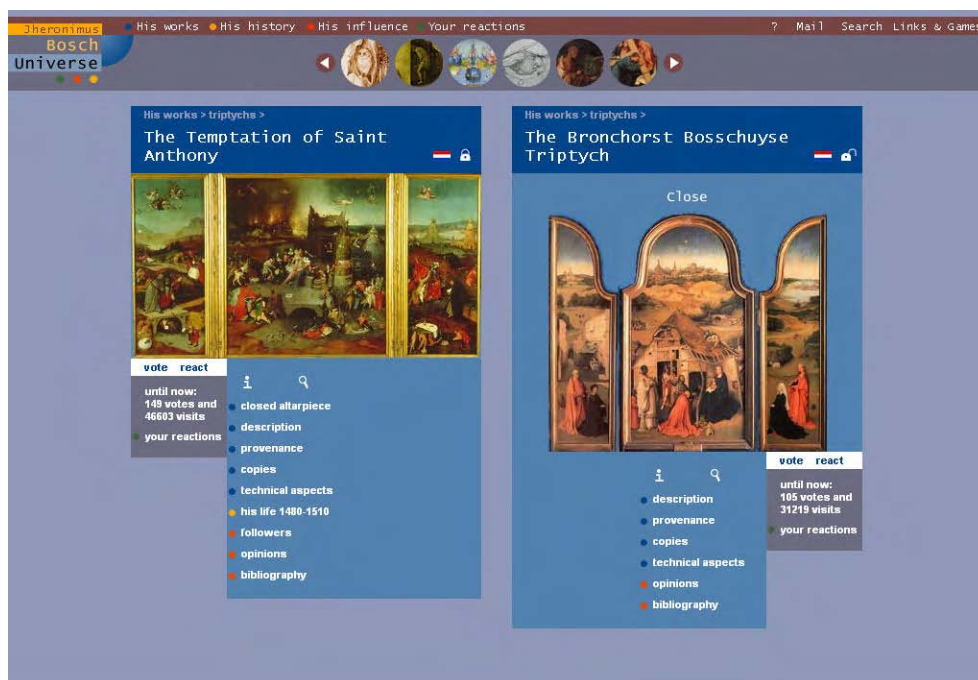 Jheronimus
Bosch
Universe
His works His history His influence Your reactions
? Mail Search Links & Games
His works > triptychs >
The Temptation of Saint
Anthony
vote react
until now:
149 votes and
46603 visits
your reactions
i
closed altarpiece
description
provenance
copies
technical aspects
his life 1480-1510
followers
opinions
bibliography
His works > triptychs >
The Bronchorst Bosschuyse
Triptych
Close
i
description
provenance
copies
technical aspects
opinions
bibliography
vote react
until now:
105 votes and
31219 visits
your reactions